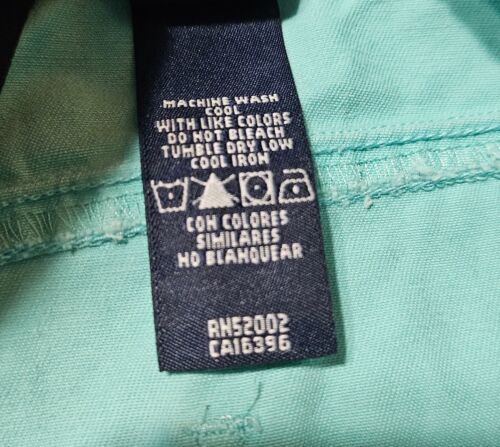 MACHINE WASH
COOL
WITH LIKE COLORS
DO NOT BLEACH
TUMBLE DRY LOW
COOL IRON
CON COLORES
SIMILARES
NO BLANQUEAR
RN52002
CA16396